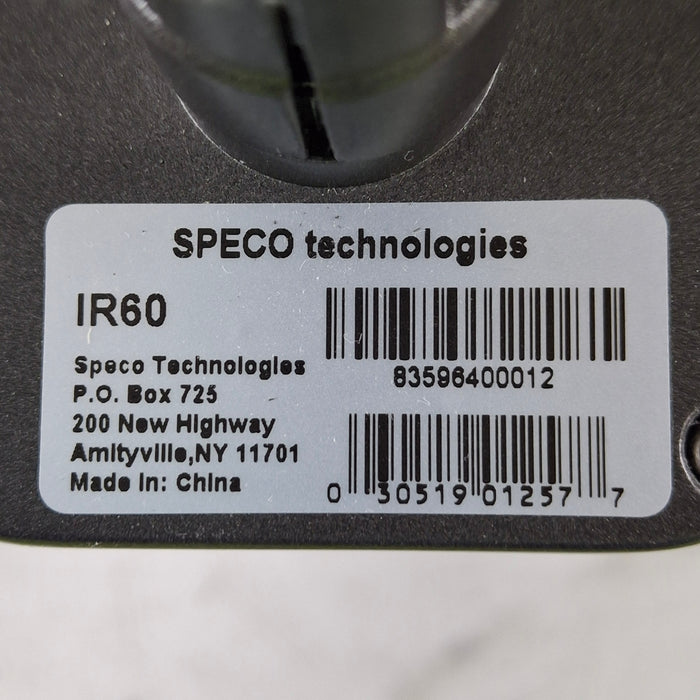 SPECO technologies
IR60
83596400012
Speco Technologies
P.O. Box 725
200 New Highway
Amityville,NY 11701
Made In: China
0 30519 01257 7